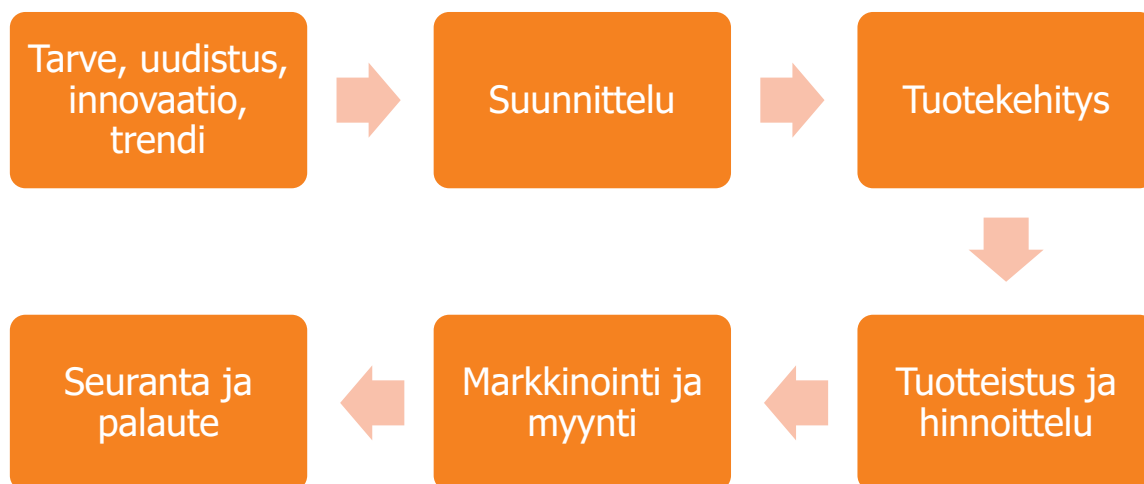 Tarve, uudistus,
innovaatio,
trendi
Suunnittelu
Tuotekehitys
Tuotteistus ja
hinnoittelu
Markkinointi ja
myynti
Seuranta ja
palaute